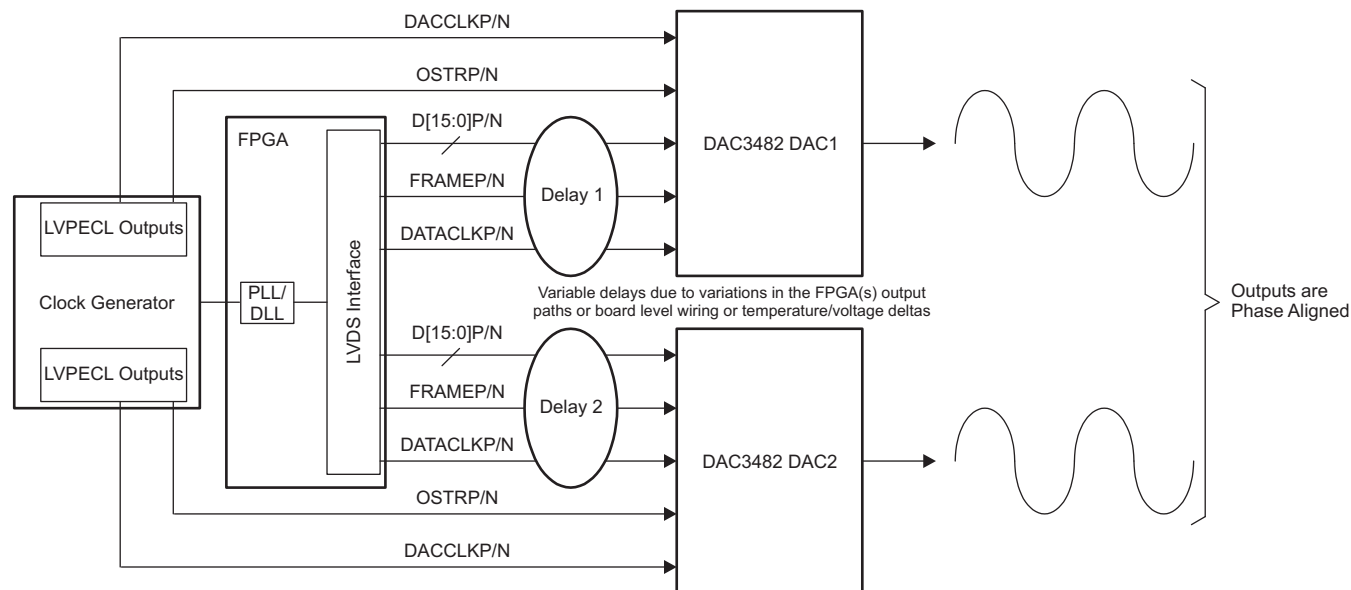 DACCLKP/N
OSTRP/N
D[15:0]P/N
FPGA
DAC3482 DAC1
FRAMEP/N
Delay 1
LVPECL Outputs
DATACLKP/N
Clock Generator
PLL/
DLL
LVDS Interface
Variable delays due to variations in the FPGA(s) output
paths or board level wiring or temperature/voltage deltas
Outputs are
Phase Aligned
D[15:0]P/N
LVPECL Outputs
FRAMEP/N
Delay 2
DATACLKP/N
DAC3482 DAC2
OSTRP/N
DACCLKP/N